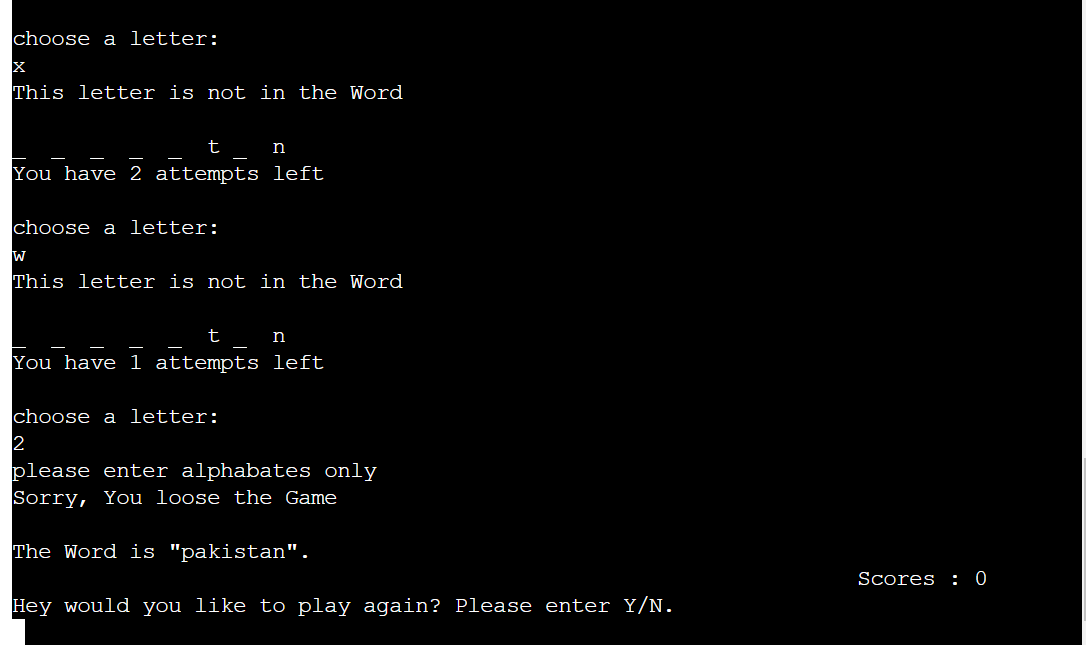 choose a letter:
x
This letter is not in the Word
_ _ _ _ _ t _ n
You have 2 attempts left
choose a letter:
w
This letter is not in the Word
_ _ _ _ _ t _ n
You have 1 attempts left
choose a letter:
2
please enter alphabates only
Sorry, You loose the Game
The Word is "pakistan".
Scores : 0
Hey would you like to play again? Please enter Y/N.